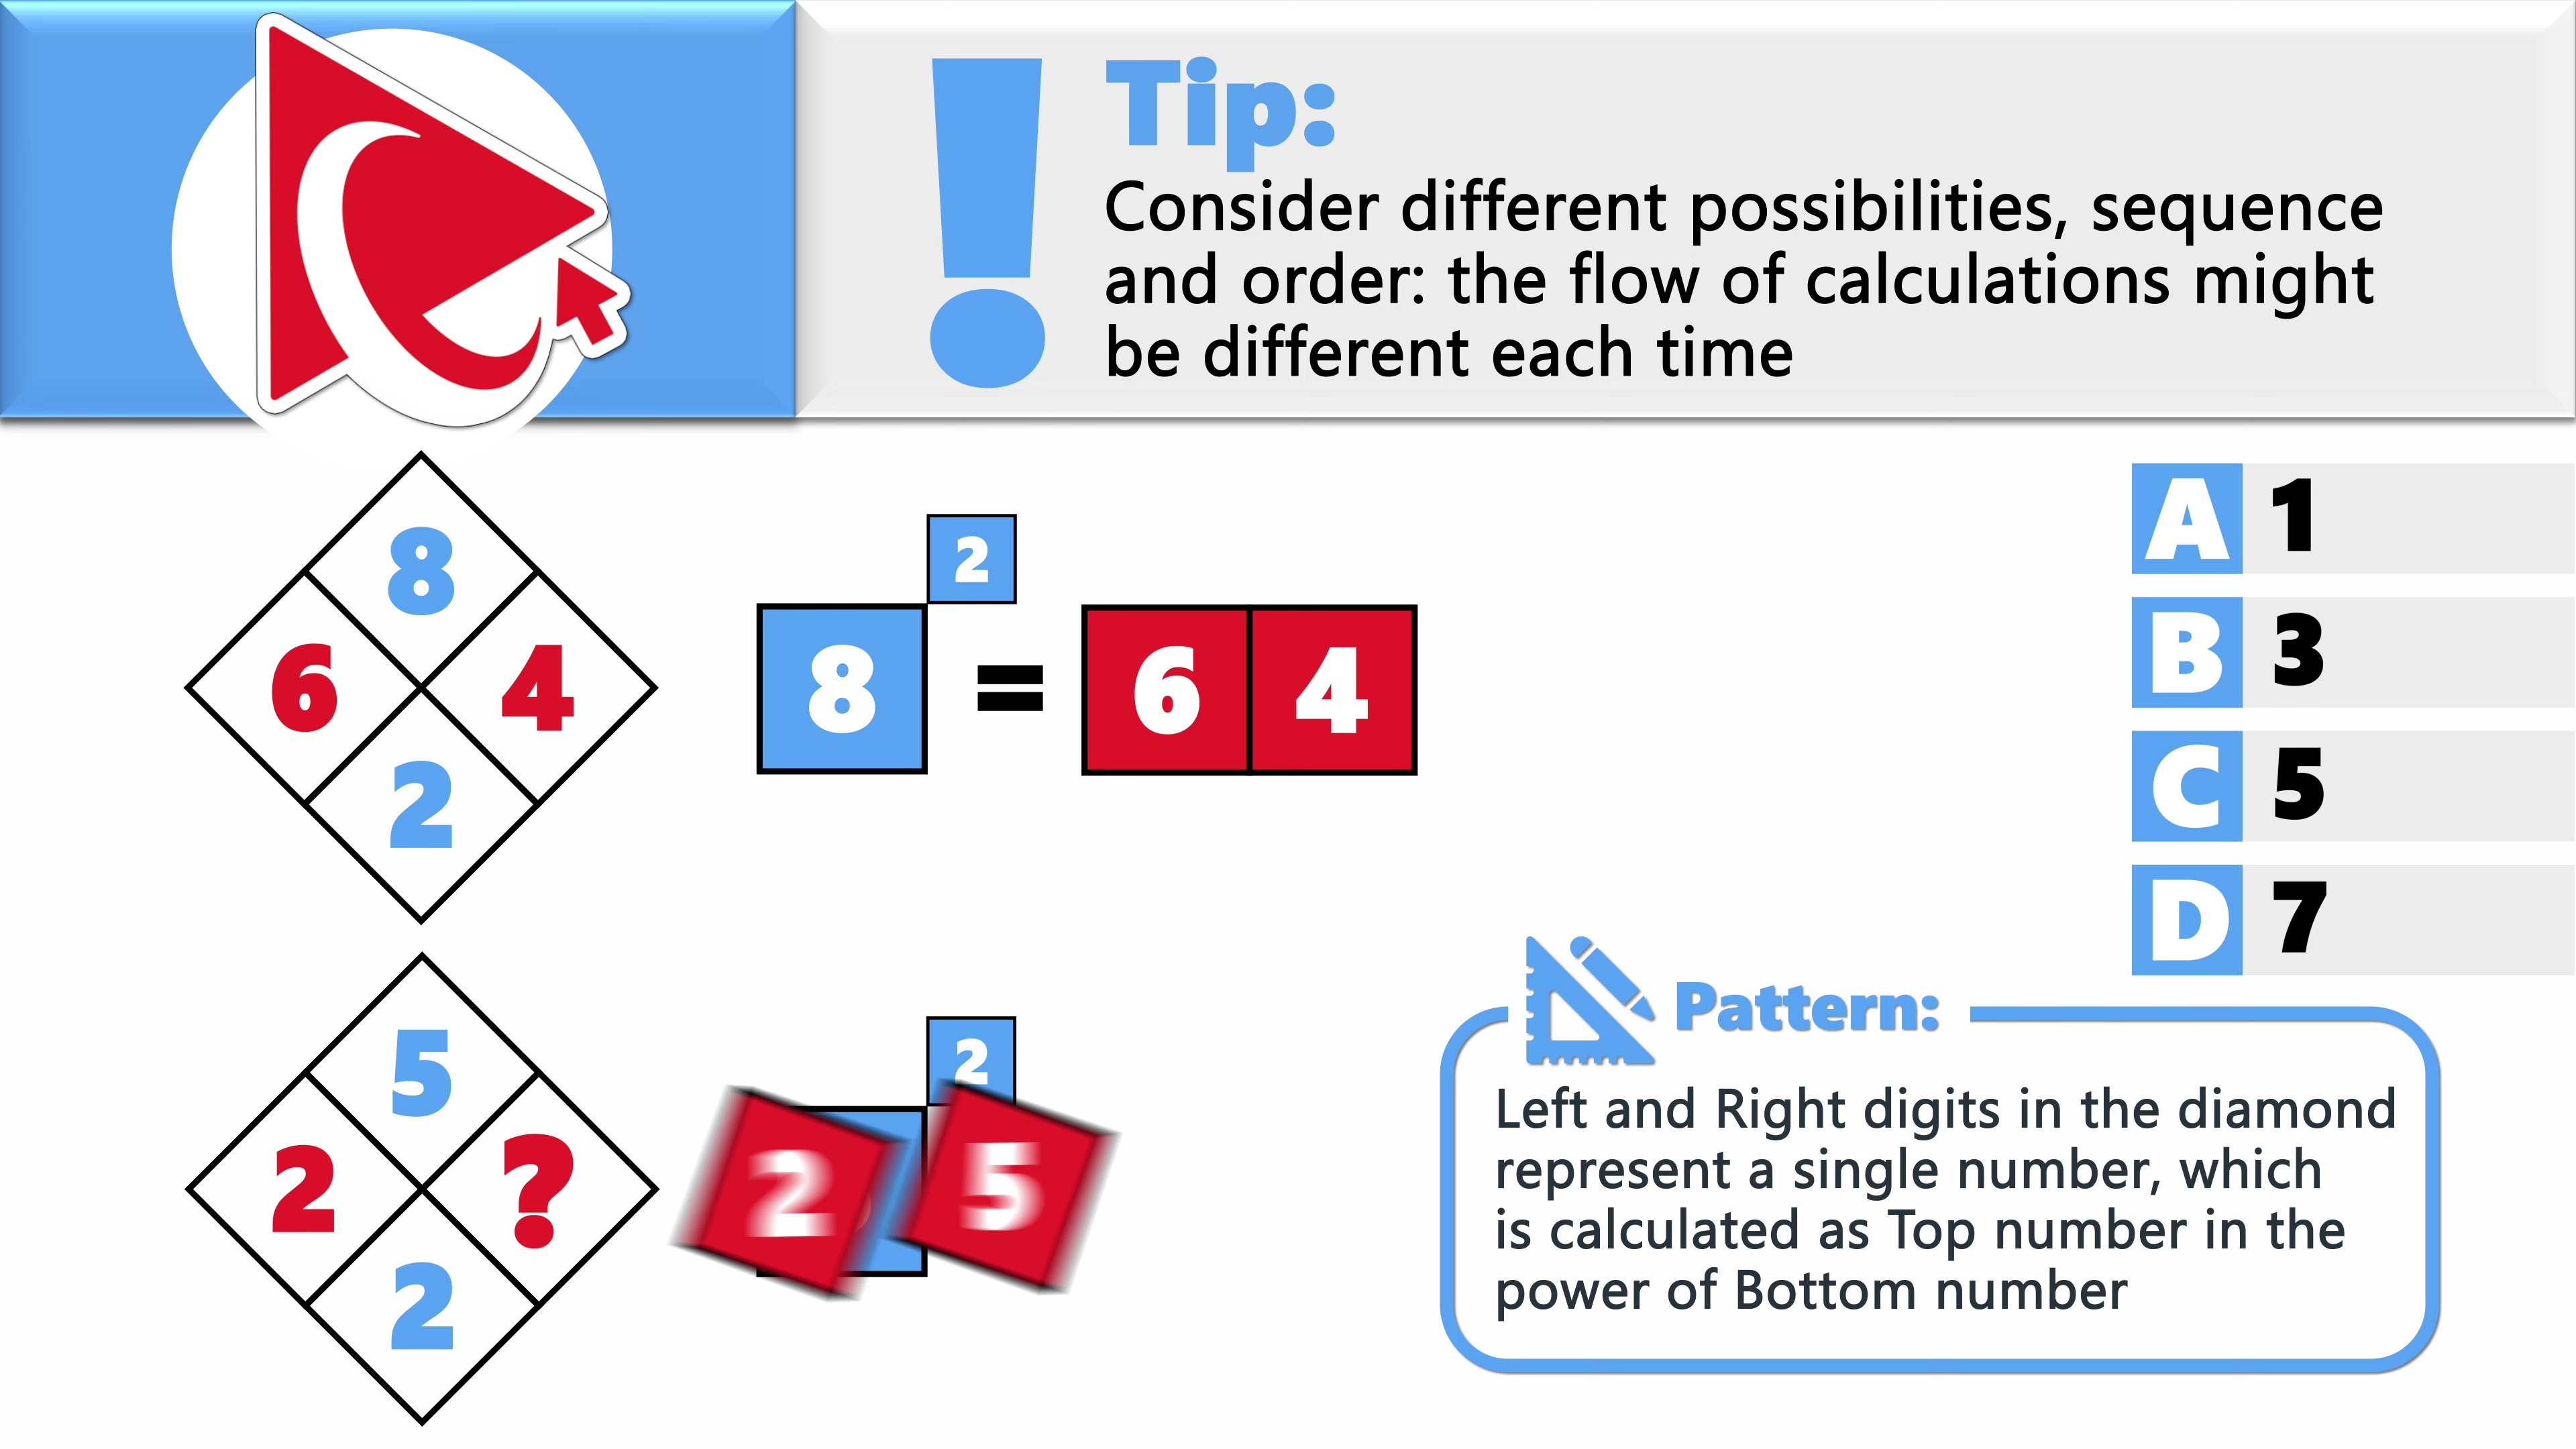 Tip:
Consider different possibilities, sequence
and order: the flow of calculations might
be different each time
8
6 4
2
2
8 = 6 4
A 1
B 3
C 5
D 7
5
2 ?
2
2
2 5
Pattern:
Left and Right digits in the diamond
represent a single number, which
is calculated as Top number in the
power of Bottom number